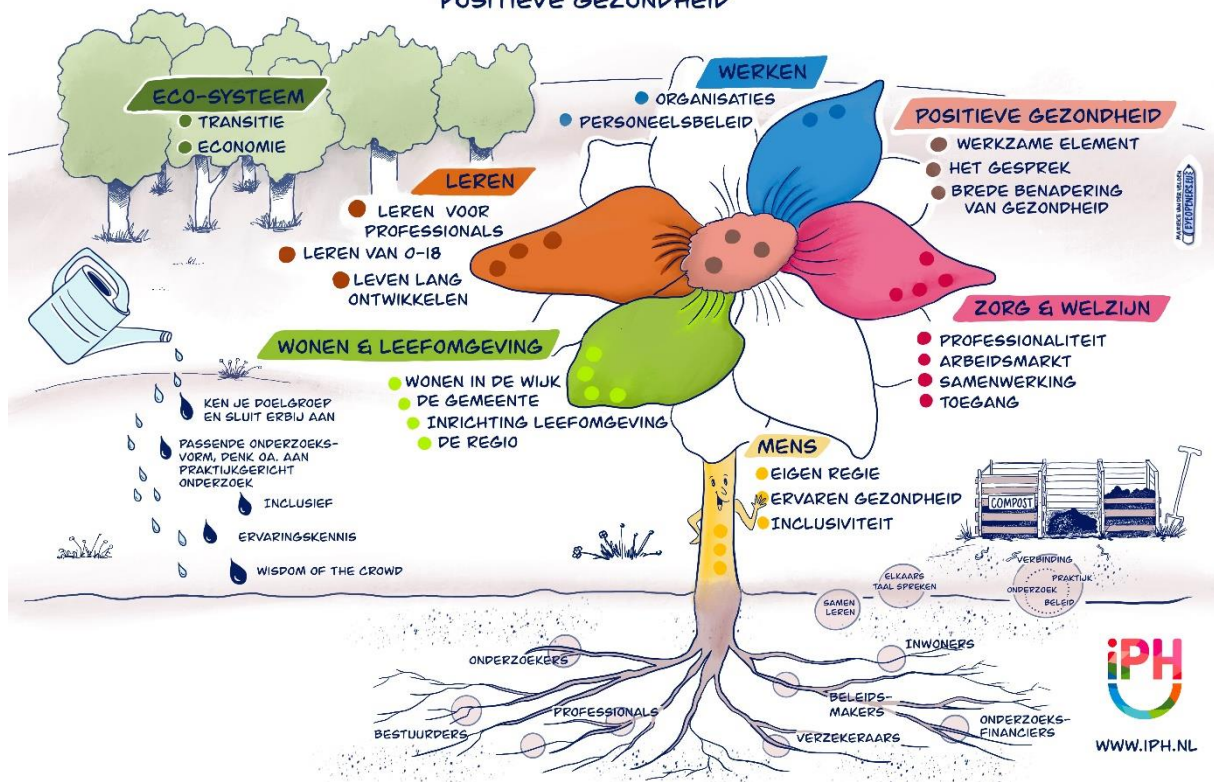 POSITIEVE GEZONDHEID
ECO-SYSTEEM
TRANSITIE
ECONOMIE
WERKEN
ORGANISATIES
PERSONEELSBELEID
POSITIEVE GEZONDHEID
WERKZAME ELEMENT
HET GESPREK
BREDE BENADERING
VAN GEZONDHEID
LEREN
LEREN VOOR
PROFESSIONALS
LEREN VAN 0-18
LEVEN LANG
ONTWIKKELEN
ZORG & WELZIJN
PROFESSIONALITEIT
ARBEIDSMARKT
SAMENWERKING
TOEGANG
WONEN & LEEFOMGEVING
WONEN IN DE WIJK
DE GEMEENTE
INRICHTING LEEFOMGEVING
DE REGIO
KEN JE DOELGROEP
EN SLUIT ERBIJ AAN
PASSENDE ONDERZOEKS-
VORM, DENK OA. AAN
PRAKTIJKGERICHT
ONDERZOEK
INCLUSIEF
ERVARINGSKENNIS
WISDOM OF THE CROWD
MENS
EIGEN REGIE
ERVAREN GEZONDHEID
INCLUSIVITEIT
COMPOST
VERBINDING
PRAKTIJK
ONDERZOEK
BELEID
ELKAARS
TAAL SPREKEN
SAMEN
LEREN
ONDERZOEKERS
INWONERS
PROFESSIONALS
BELEIDS-
MAKERS
BESTUURDERS
VERZEKERAARS
ONDERZOEKS-
FINANCIERS
iPH
WWW.IPH.NL